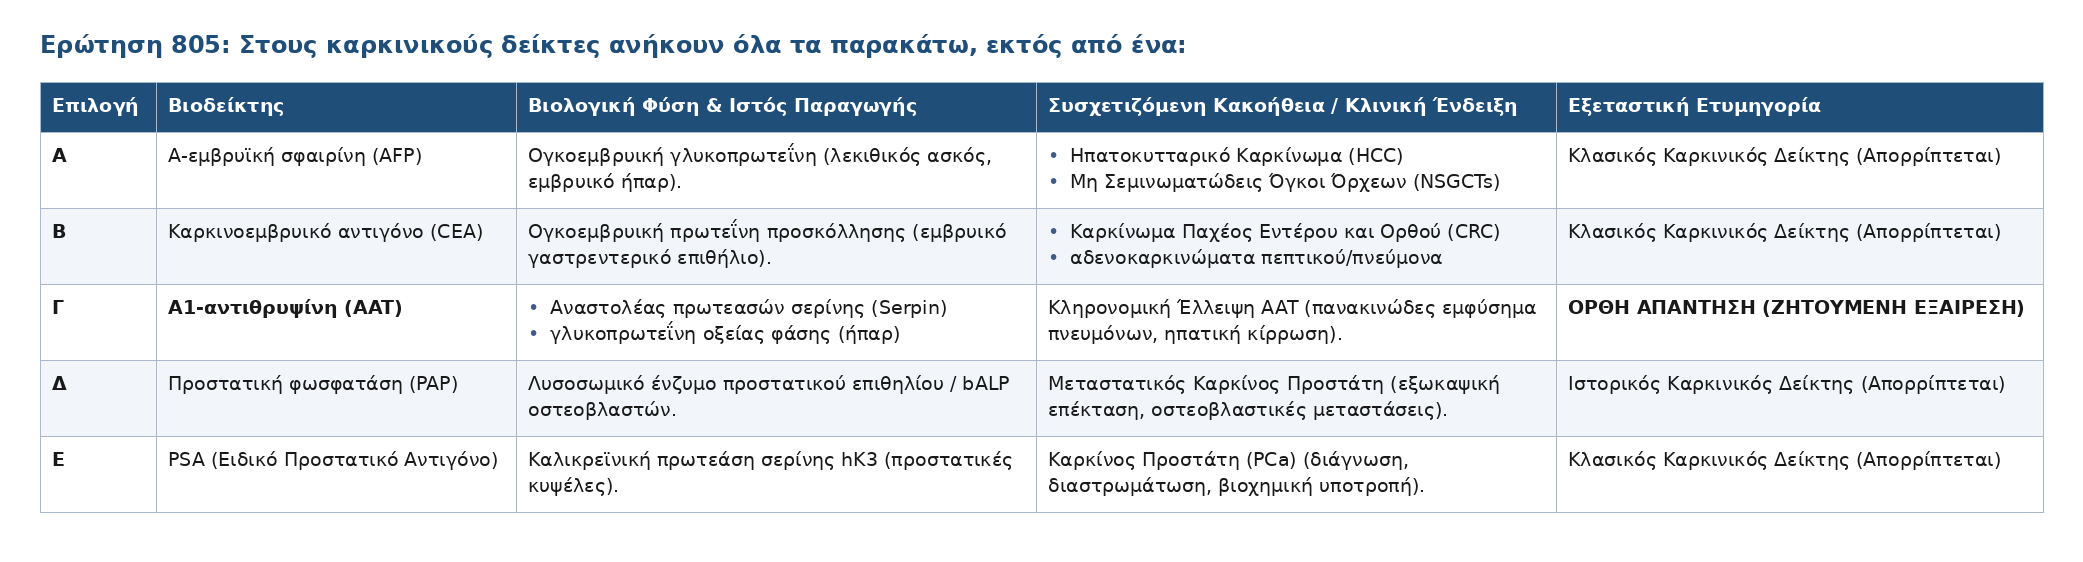 Ερώτηση 805: Στους καρκινικούς δείκτες ανήκουν όλα τα παρακάτω, εκτός από ένα:
Επιλογή Βιοδείκτης Βιολογική Φύση & Ιστός Παραγωγής Συσχετιζόμενη Κακοήθεια / Κλινική Ένδειξη Εξεταστική Ετυμηγορία
Α Α-εμβρυϊκή σφαιρίνη (AFP) Ογκοεμβρυική γλυκοπρωτεΐνη (λεκιθικός ασκός, • Ηπατοκυτταρικό Καρκίνωμα (HCC) Κλασικός Καρκινικός Δείκτης (Απορρίπτεται)
εμβρυικό ήπαρ). • Μη Σεμινωματώδεις Όγκοι Όρχεων (NSGCTs)
Β Καρκινοεμβρυικό αντιγόνο (CEA) Ογκοεμβρυική πρωτεΐνη προσκόλλησης (εμβρυικό • Καρκίνωμα Παχέος Εντέρου και Ορθού (CRC) Κλασικός Καρκινικός Δείκτης (Απορρίπτεται)
γαστρεντερικό επιθήλιο). • αδενοκαρκινώματα πεπτικού/πνεύμονα
Γ Α1-αντιθρυψίνη (AAT) • Αναστολέας πρωτεασών σερίνης (Serpin) Κληρονομική Έλλειψη AAT (πανακινώδες εμφύσημα ΟΡΘΗ ΑΠΑΝΤΗΣΗ (ΖΗΤΟΥΜΕΝΗ ΕΞΑΙΡΕΣΗ)
• γλυκοπρωτεΐνη οξείας φάσης (ήπαρ) πνευμόνων, ηπατική κίρρωση).
Δ Προστατική φωσφατάση (PAP) Λυσοσωμικό ένζυμο προστατικού επιθηλίου / bALP Μεταστατικός Καρκίνος Προστάτη (εξωκαψική Ιστορικός Καρκινικός Δείκτης (Απορρίπτεται)
οστεοβλαστών. επέκταση, οστεοβλαστικές μεταστάσεις).
Ε PSA (Ειδικό Προστατικό Αντιγόνο) Καλικρεϊνική πρωτεάση σερίνης hK3 (προστατικές Καρκίνος Προστάτη (PCa) (διάγνωση, Κλασικός Καρκινικός Δείκτης (Απορρίπτεται)
κυψέλες). διαστρωμάτωση, βιοχημική υποτροπή).